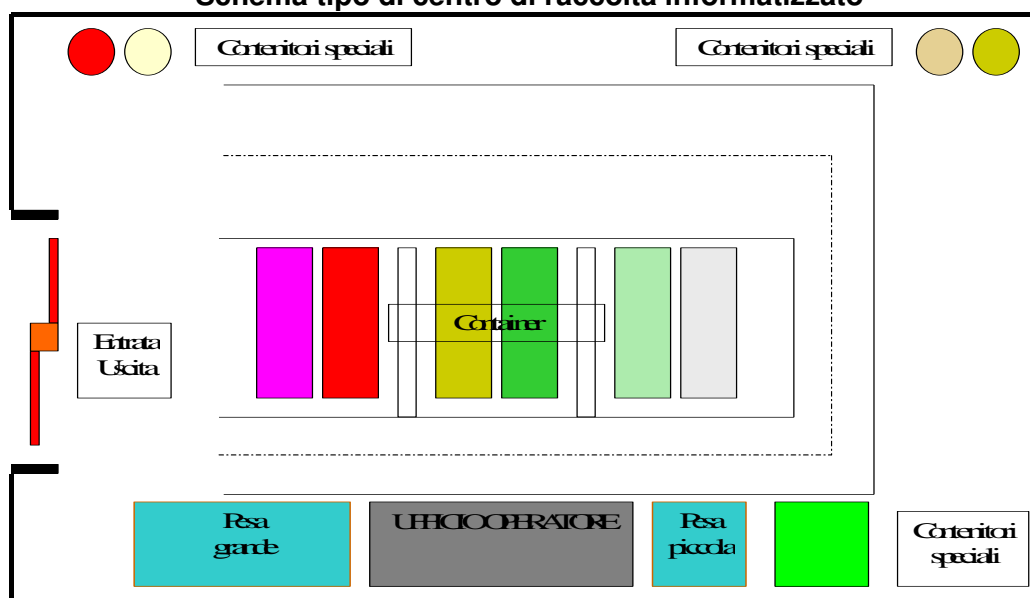 Schema tipo di centro di raccolta informatizzato
Contenitori speciali
Contenitori speciali
Container
Entrata
Uscita
Pesa
grande
UFFICIO OPERATORE
Pesa
piccola
Contenitori
speciali